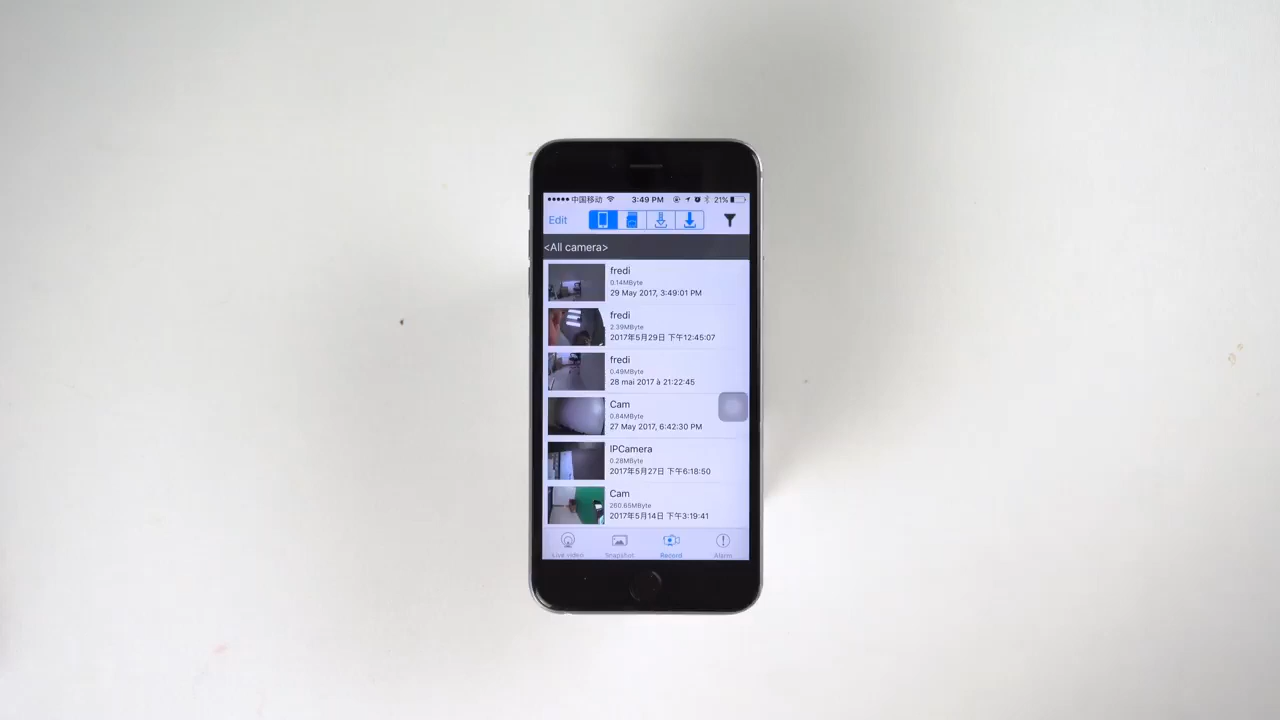 中国移动 3:49 PM 21%
Edit
<All camera>
fredi
0.14MByte
29 May 2017, 3:49:01 PM
fredi
2.39MByte
2017年5月29日 下午12:45:07
fredi
0.49MByte
28 mai 2017 à 21:22:45
Cam
0.84MByte
27 May 2017, 6:42:30 PM
IPCamera
0.28MByte
2017年5月27日 下午6:18:50
Cam
260.65MByte
2017年5月14日 下午3:19:41
Live video Snapshot Record Alarm